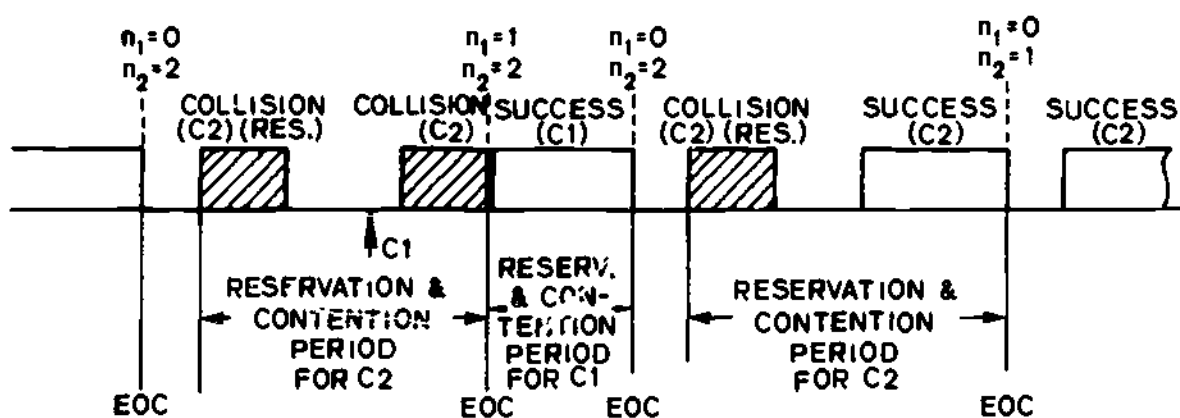 n1=0
n2=2
n1=1
n2=2
n1=0
n2=2
n1=0
n2=1
COLLISION
(C2)(RES.)
COLLISION
(C2)
SUCCESS
(C1)
COLLISION
(C2)(RES.)
SUCCESS
(C2)
SUCCESS
(C2)
C1
RESERVATION &
CONTENTION
PERIOD
FOR C2
RESERV.
& CON-
TENTION
PERIOD
FOR C1
RESERVATION &
CONTENTION
PERIOD
FOR C2
EOC
EOC
EOC
EOC